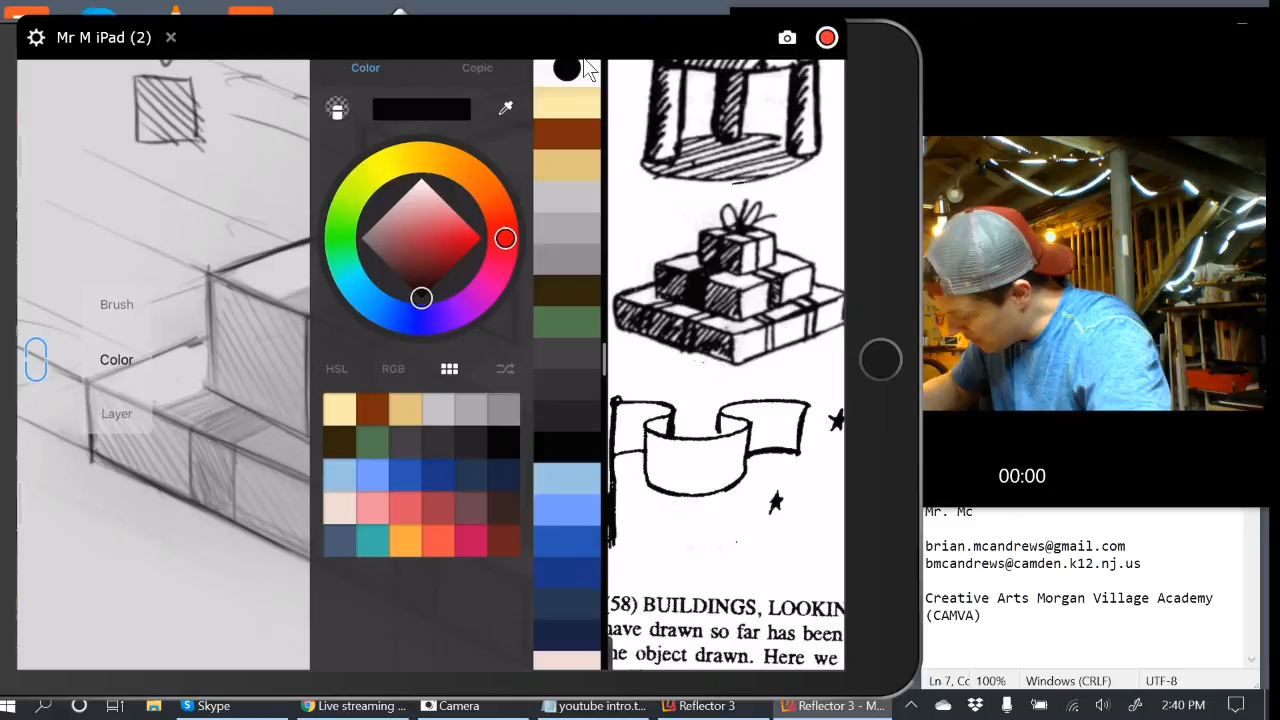 Mr M iPad (2)
Color Copic
Brush
Color
Layer
HSL RGB
(58) BUILDINGS, LOOKIN
have drawn so far has been
he object drawn. Here we
00:00
Mr. Mc
brian.mcandrews@gmail.com
bmcandrews@camden.k12.nj.us
Creative Arts Morgan Village Academy
(CAMVA)
Ln 7, Cc 100% Windows (CRLF) UTF-8
Skype Live streaming ... Camera youtube intro.t... Reflector 3 Reflector 3 - M... 2:40 PM